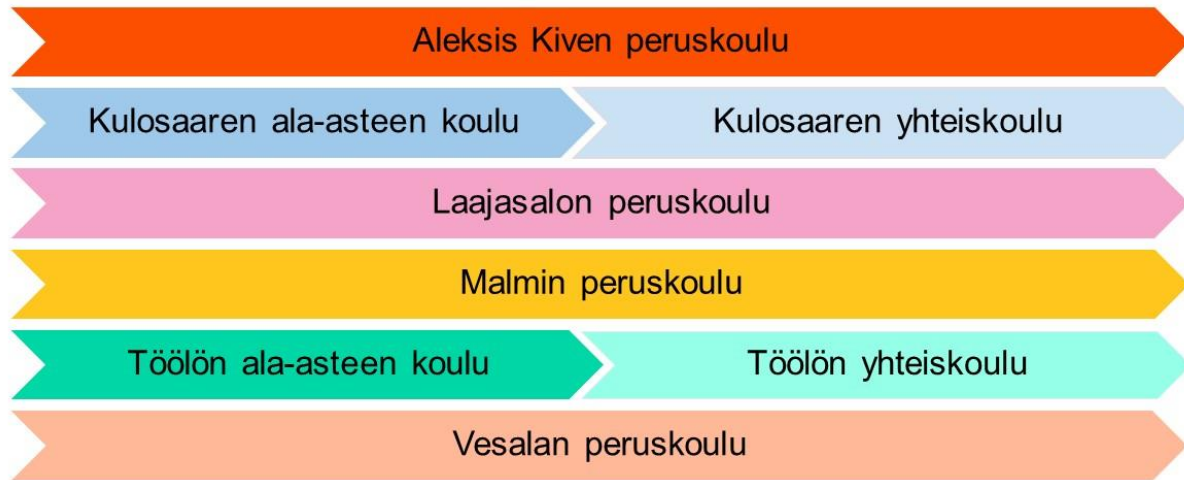 Aleksis Kiven peruskoulu
Kulosaaren ala-asteen koulu
Kulosaaren yhteiskoulu
Laajasalon peruskoulu
Malmin peruskoulu
Töölön ala-asteen koulu
Töölön yhteiskoulu
Vesalan peruskoulu